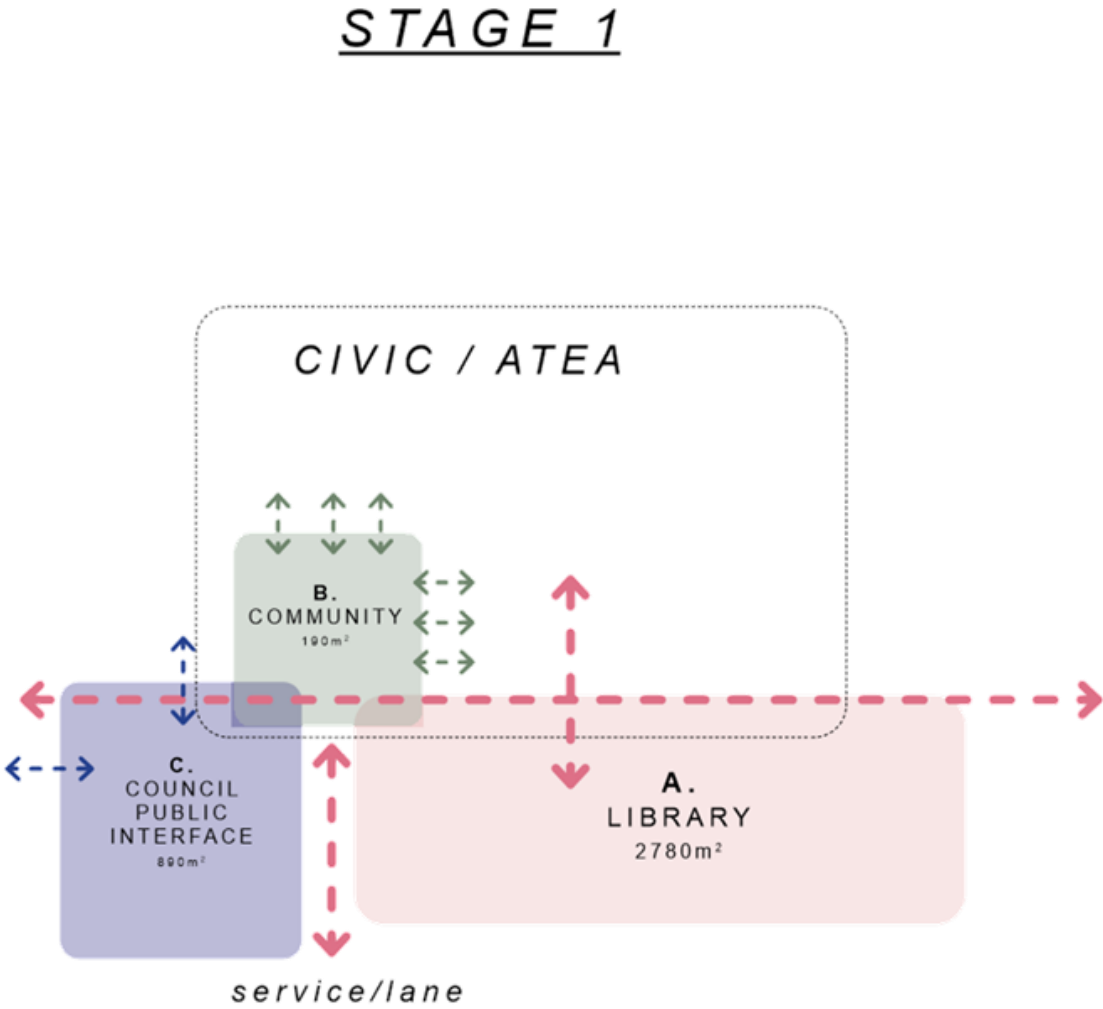 STAGE 1
CIVIC / ATEA
B.
COMMUNITY
190m²
C.
COUNCIL
PUBLIC
INTERFACE
890m²
A.
LIBRARY
2780m²
service/lane